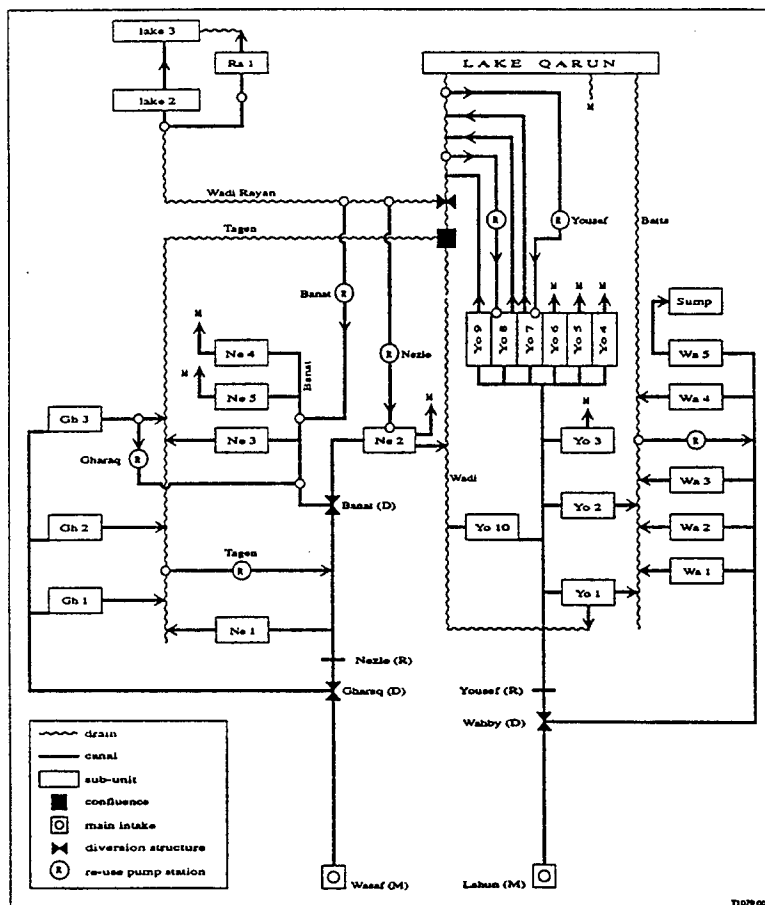 lake 3
Ra 1
lake 2
LAKE QARUN
M
Wadi Rayan
Tagen
R
Yousef
Batts
Banat
R
R
Nezle
M
Ne 4
M
Ne 5
Banat
Gh 3
Ne 3
Gharaq
R
Ne 2
M
Banat (D)
Wadi
Gh 2
Tagen
R
Gh 1
Ne 1
Nezle (R)
Gharaq (D)
R
M
M
M
Yo 9
Yo 8
Yo 7
Yo 6
Yo 5
Yo 4
M
Yo 3
Yo 2
Yo 10
Yo 1
Yousef (R)
Wahby (D)
M
Sump
Wa 5
Wa 4
R
Wa 3
Wa 2
Wa 1
drain
canal
sub-unit
confluence
main intake
diversion structure
R re-use pump station
Wasaf (M)
Lahun (M)